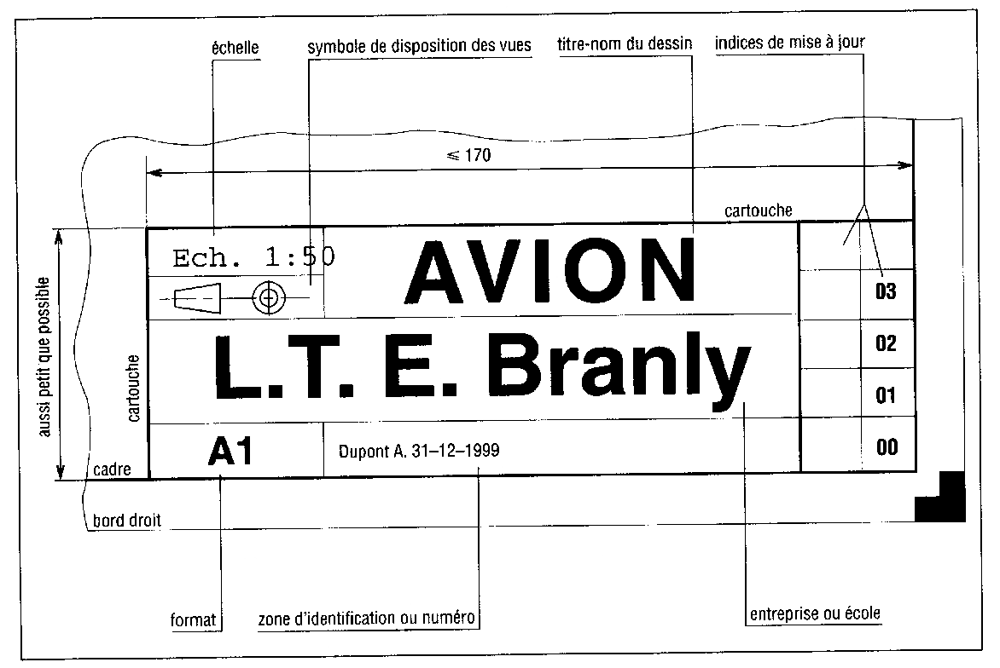 échelle
symbole de disposition des vues
titre-nom du dessin
indices de mise à jour
≤ 170
cartouche
Ech. 1:50
AVION
03
L.T. E. Branly
02
01
aussi petit que possible
cartouche
A1
Dupont A. 31–12–1999
00
cadre
bord droit
format
zone d'identification ou numéro
entreprise ou école